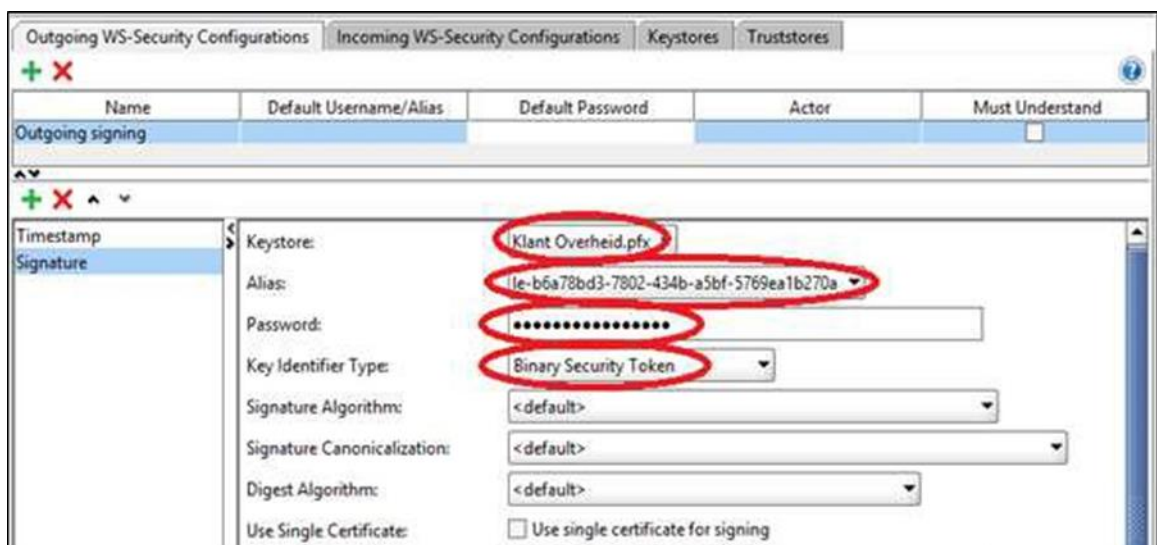 Outgoing WS-Security Configurations Incoming WS-Security Configurations Keystores Truststores
Name Default Username/Alias Default Password Actor Must Understand
Outgoing signing
Timestamp
Signature
Keystore: Klant Overheid.pfx
Alias: le-b6a78bd3-7802-434b-a5bf-5769ea1b270a
Password: ••••••••••••••••
Key Identifier Type: Binary Security Token
Signature Algorithm: <default>
Signature Canonicalization: <default>
Digest Algorithm: <default>
Use Single Certificate: Use single certificate for signing